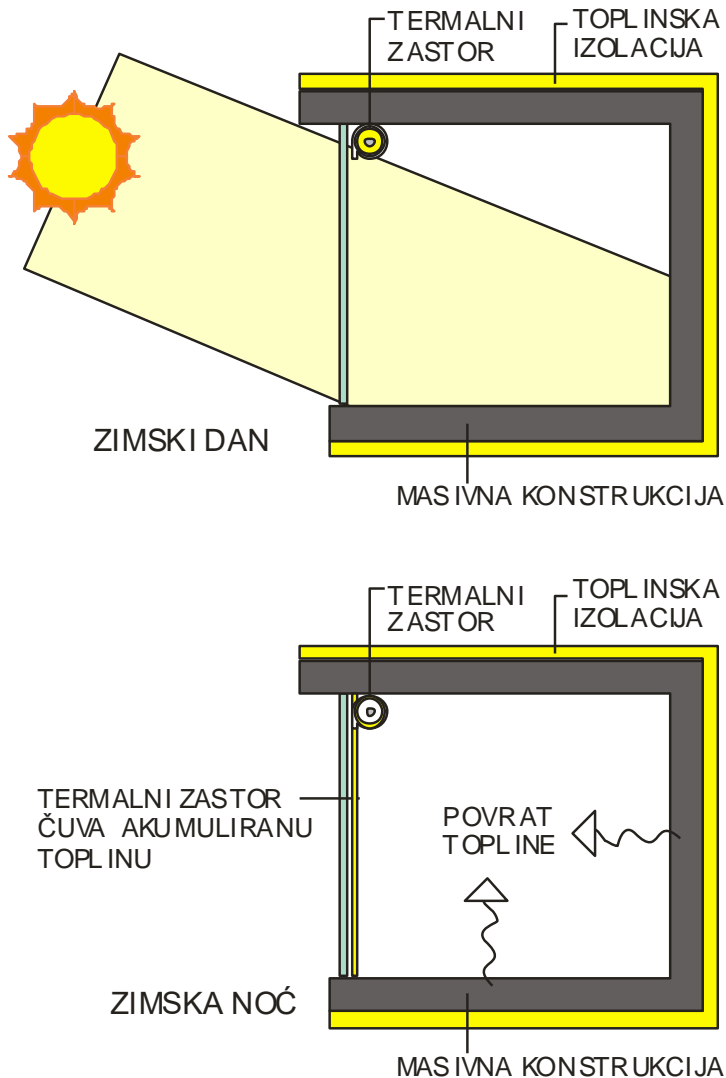 TERMALNI
ZASTOR
TOPLINSKA
IZOLACIJA
ZIMSKI DAN
MASIVNA KONSTRUKCIJA
TERMALNI
ZASTOR
TOPLINSKA
IZOLACIJA
TERMALNI ZASTOR
ČUVA AKUMULIRANU
TOPLINU
POVRAT
TOPLINE
ZIMSKA NOĆ
MASIVNA KONSTRUKCIJA